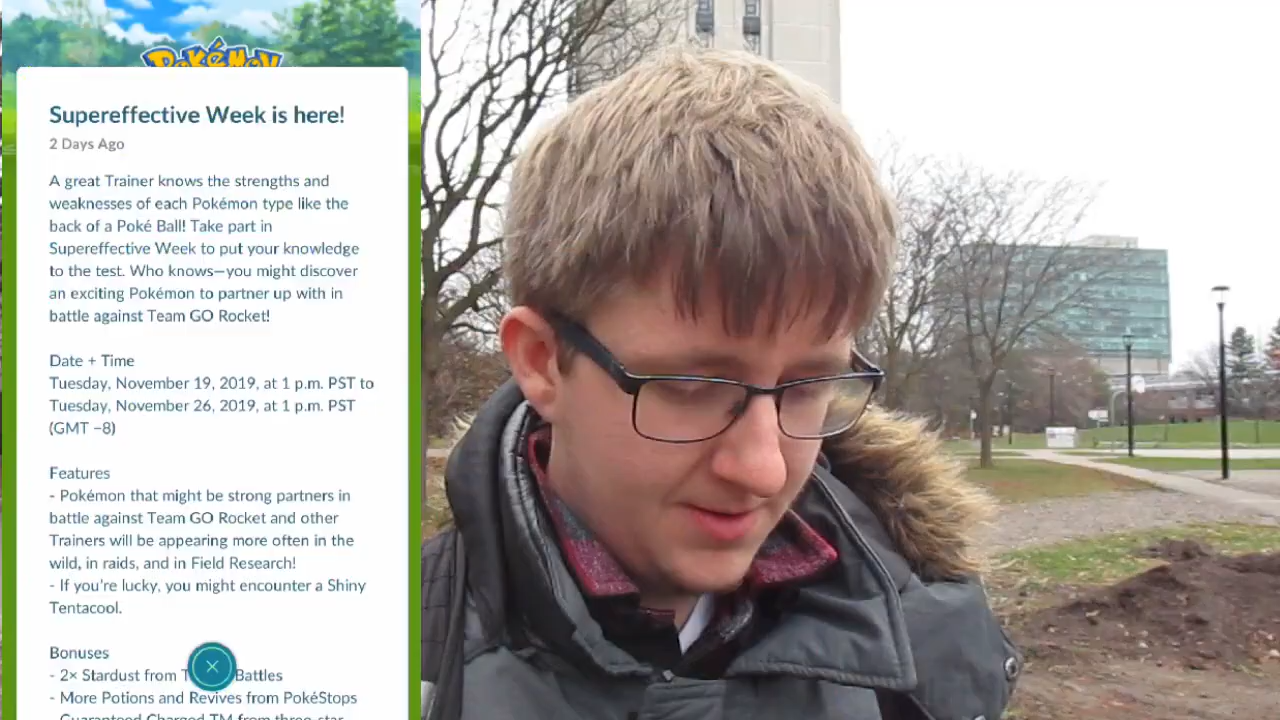 POKÉMON
Supereffective Week is here!
2 Days Ago
A great Trainer knows the strengths and
weaknesses of each Pokémon type like the
back of a Poké Ball! Take part in
Supereffective Week to put your knowledge
to the test. Who knows—you might discover
an exciting Pokémon to partner up with in
battle against Team GO Rocket!
Date + Time
Tuesday, November 19, 2019, at 1 p.m. PST to
Tuesday, November 26, 2019, at 1 p.m. PST
(GMT −8)
Features
- Pokémon that might be strong partners in
battle against Team GO Rocket and other
Trainers will be appearing more often in the
wild, in raids, and in Field Research!
- If you're lucky, you might encounter a Shiny
Tentacool.
Bonuses
- 2× Stardust from Battles
- More Potions and Revives from PokéStops
- Guaranteed Charged TM from three-star